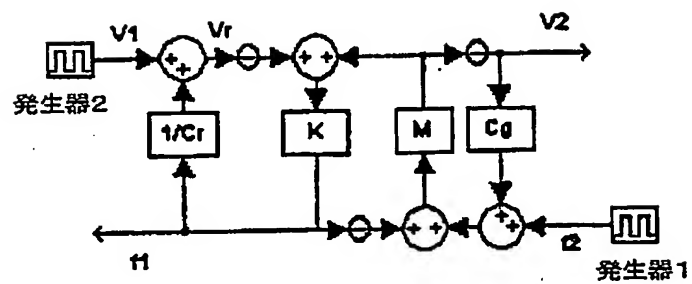 V1
Vr
V2
発生器2
+
+
+ +
1/Cr
K
M
Cg
+ +
+
+
f1
f2
発生器1